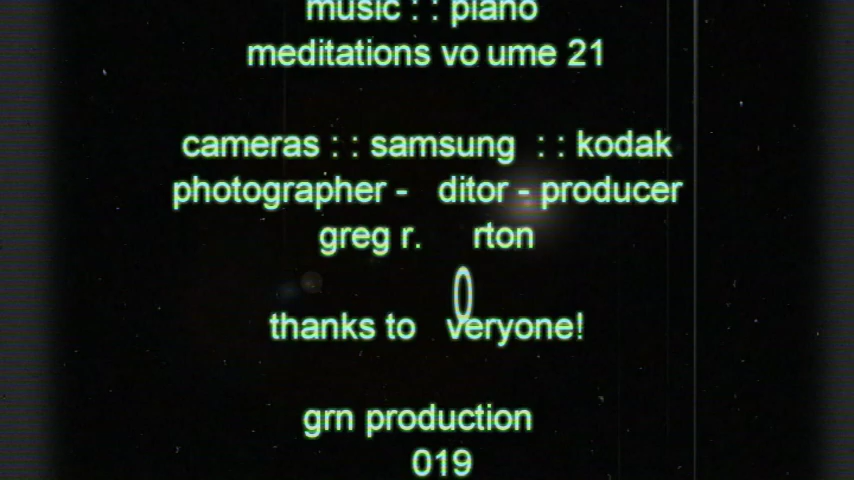 music : : piano
meditations vo ume 21
cameras : : samsung : : kodak
photographer - ditor - producer
greg r. rton
0
thanks to veryone!
grn production
019